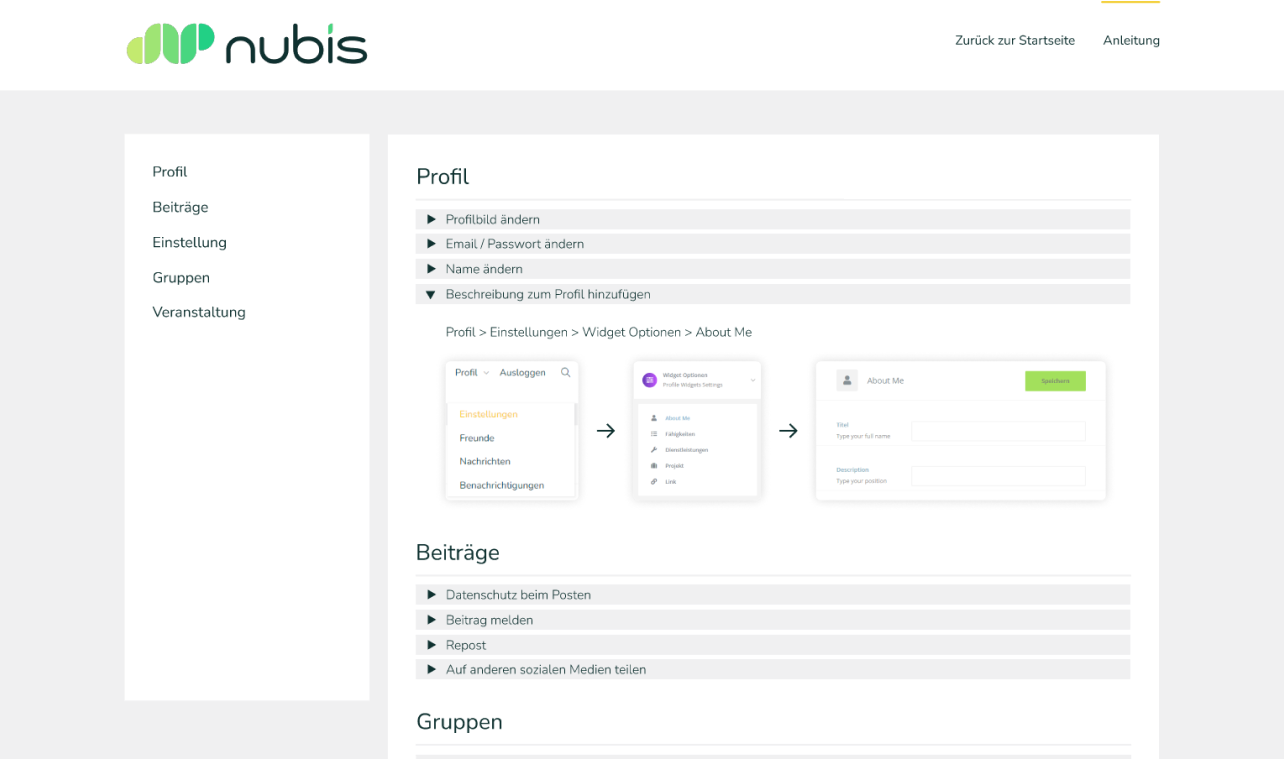 nubis
Zurück zur Startseite
Anleitung
Profil
Beiträge
Einstellung
Gruppen
Veranstaltung
Profil
Profilbild ändern
Email / Passwort ändern
Name ändern
Beschreibung zum Profil hinzufügen
Profil > Einstellungen > Widget Optionen > About Me
Profil Ausloggen
Einstellungen
Freunde
Nachrichten
Benachrichtigungen
Widget Optionen
Profile Widgets Settings
About Me
Fähigkeiten
Dienstleistungen
Projekt
Link
About Me
Speichern
Titel
Type your full name
Description
Type your position
Beiträge
Datenschutz beim Posten
Beitrag melden
Repost
Auf anderen sozialen Medien teilen
Gruppen